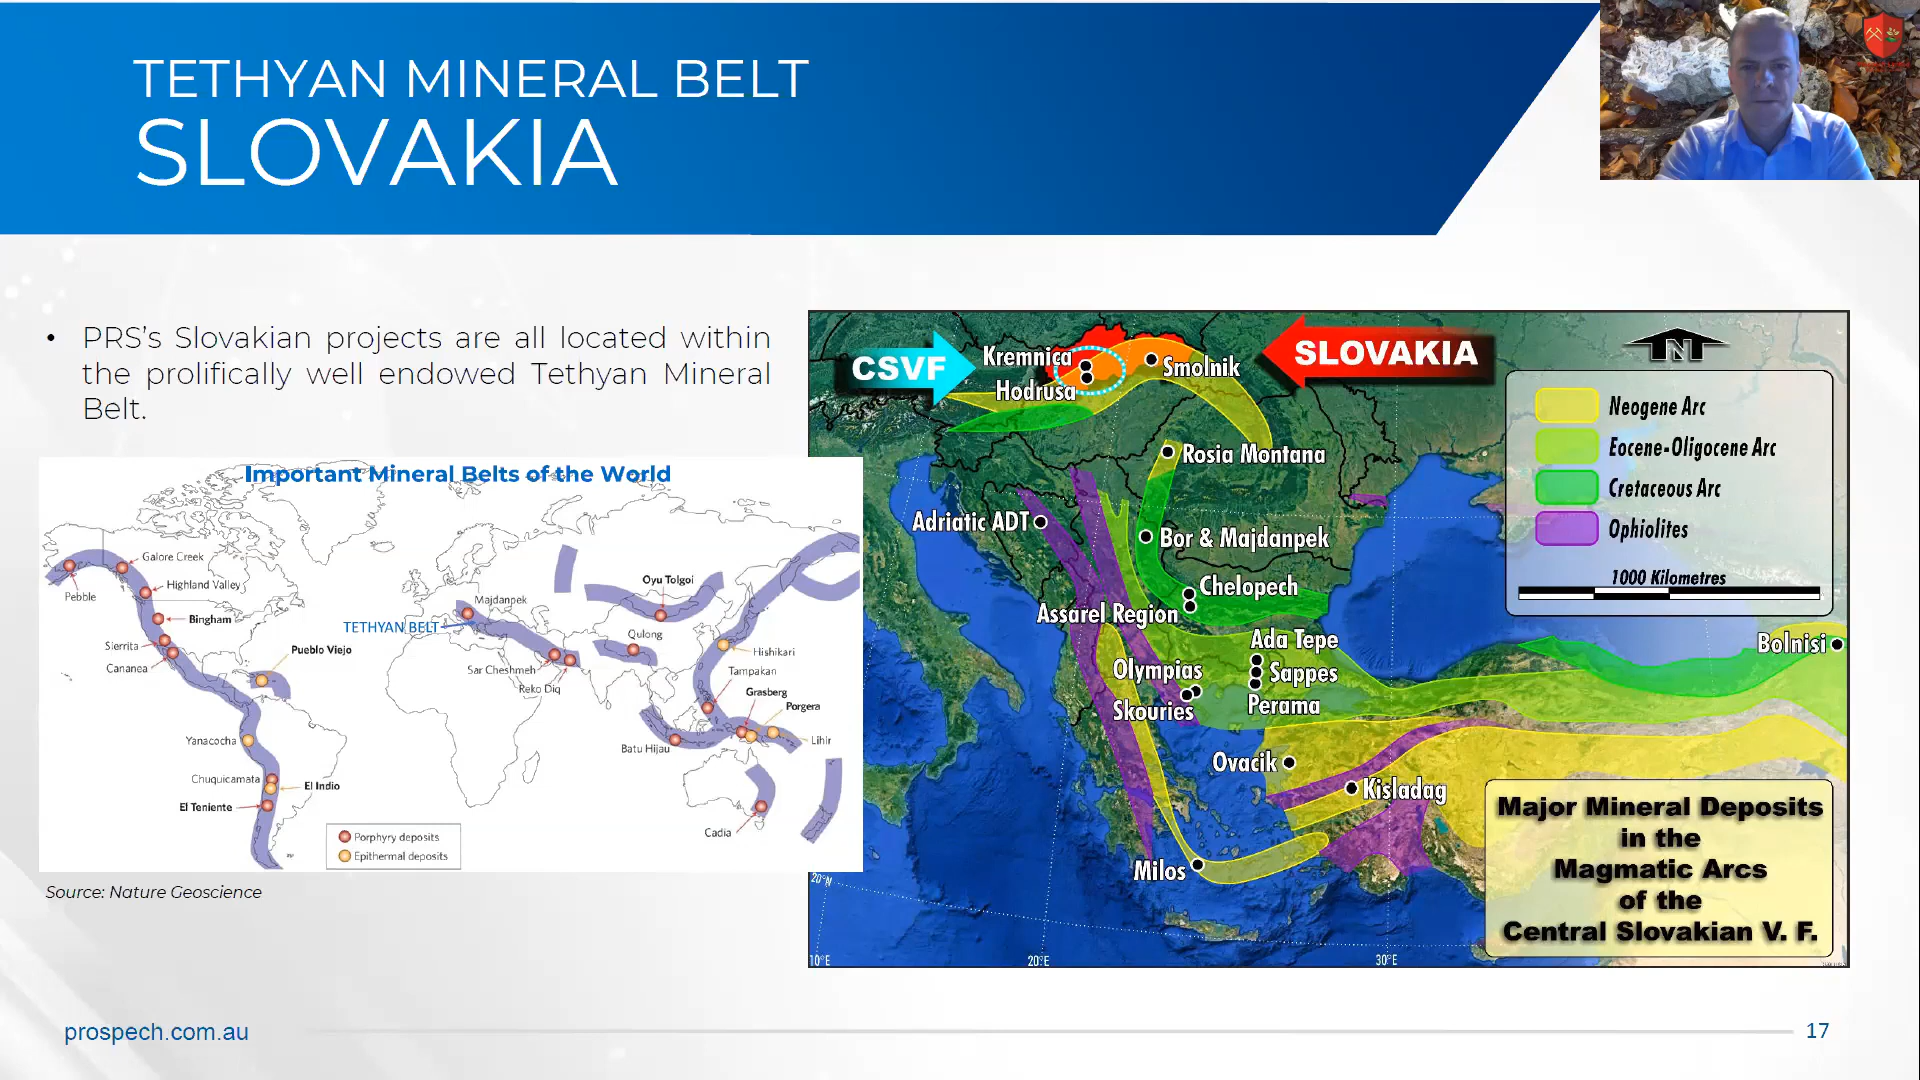 TETHYAN MINERAL BELT
SLOVAKIA
• PRS’s Slovakian projects are all located within
the prolifically well endowed Tethyan Mineral
Belt.
Important Mineral Belts of the World
Pebble
Galore Creek
Highland Valley
Bingham
Sierrita
Cananea
Pueblo Viejo
Yanacocha
Chuquicamata
El Indio
El Teniente
TETHYAN BELT
Majdanpek
Oyu Tolgoi
Qulong
Sar Cheshmeh
Reko Diq
Hishikari
Tampakan
Grasberg
Porgera
Lihir
Batu Hijau
Cadia
Porphyry deposits
Epithermal deposits
Source: Nature Geoscience
CSVF
SLOVAKIA
N
Kremnica
Hodrusa
Smolnik
Rosia Montana
Adriatic ADT
Bor & Majdanpek
Chelopech
Assarel Region
Ada Tepe
Sappes
Perama
Olympias
Skouries
Bolnisi
Ovacik
Kisladag
Milos
Neogene Arc
Eocene-Oligocene Arc
Cretaceous Arc
Ophiolites
1000 Kilometres
Major Mineral Deposits
in the
Magmatic Arcs
of the
Central Slovakian V. F.
20°N
10°E
20°E
30°E
prospech.com.au
17